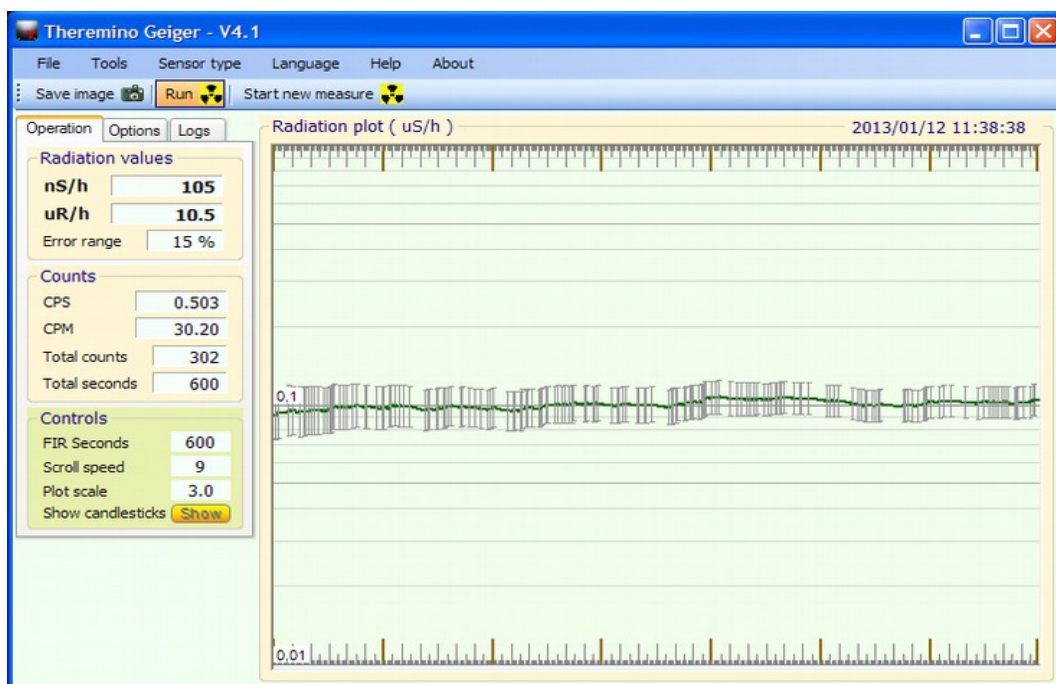 Theremino Geiger - V4.1
File Tools Sensor type Language Help About
Save image Run Start new measure
Operation Options Logs
Radiation values
nS/h 105
uR/h 10.5
Error range 15 %
Counts
CPS 0.503
CPM 30.20
Total counts 302
Total seconds 600
Controls
FIR Seconds 600
Scroll speed 9
Plot scale 3.0
Show candlesticks Show
Radiation plot ( uS/h ) 2013/01/12 11:38:38
0,1
0,01